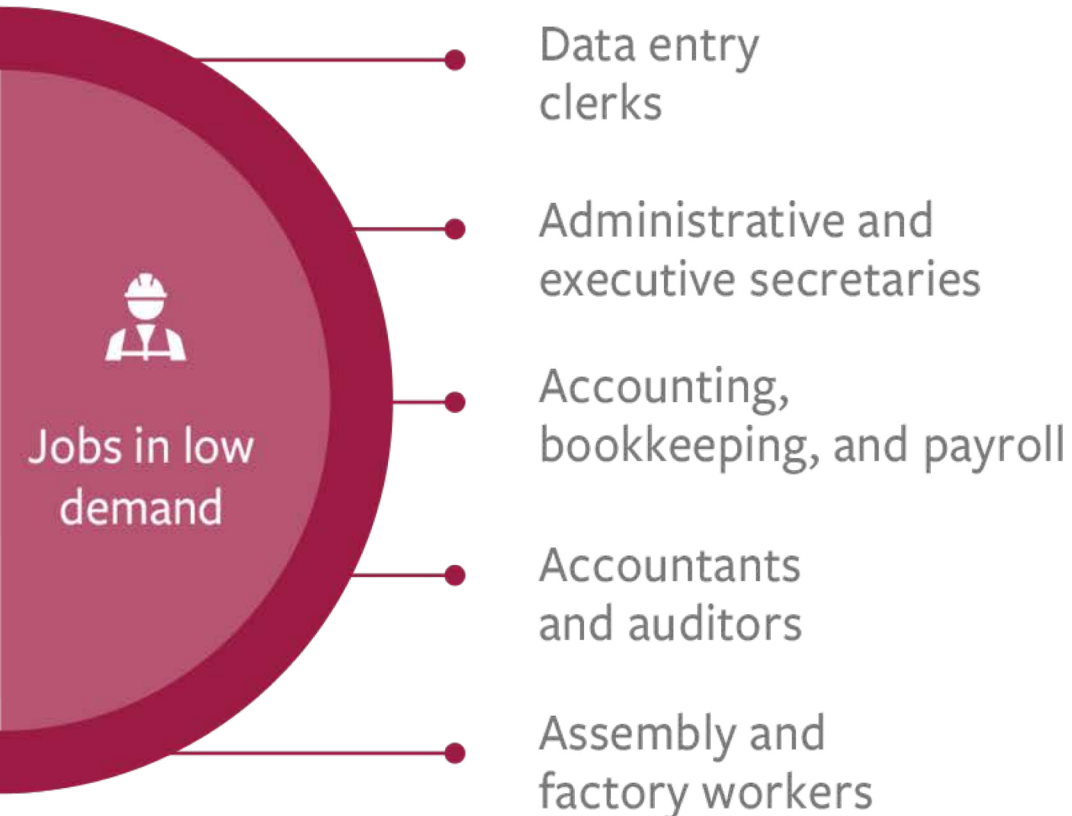 Jobs in low
demand
Data entry
clerks
Administrative and
executive secretaries
Accounting,
bookkeeping, and payroll
Accountants
and auditors
Assembly and
factory workers